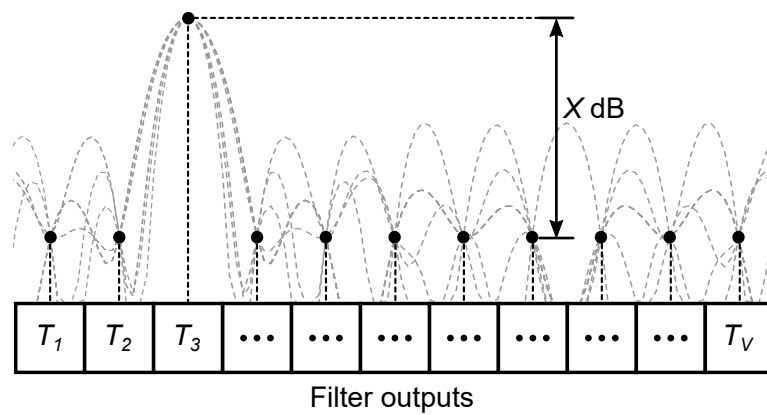 X dB
T1 T2 T3 ••• ••• ••• ••• ••• ••• ••• TV
Filter outputs